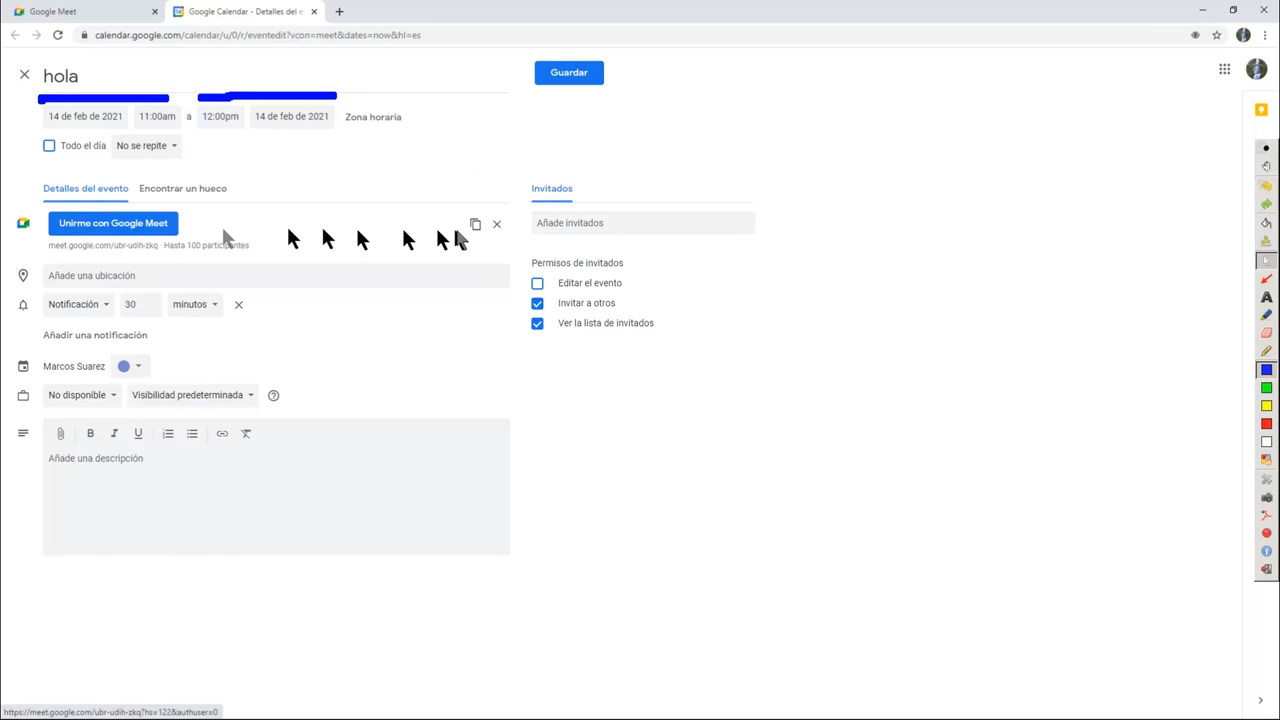 Google Meet
Google Calendar - Detalles del e
calendar.google.com/calendar/u/0/r/eventedit?vcon=meet&dates=now&hl=es
hola
Guardar
14 de feb de 2021 11:00am a 12:00pm 14 de feb de 2021 Zona horaria
Todo el día No se repite
Detalles del evento Encontrar un hueco
Invitados
Unirme con Google Meet
Añade invitados
meet.google.com/ubr-udih-zkq · Hasta 100 participantes
Permisos de invitados
Añade una ubicación
Editar el evento
Notificación 30 minutos
Invitar a otros
Ver la lista de invitados
Añadir una notificación
Marcos Suarez
No disponible Visibilidad predeterminada
B I U
Añade una descripción
https://meet.google.com/ubr-udih-zkq?hs=122&authuser=0